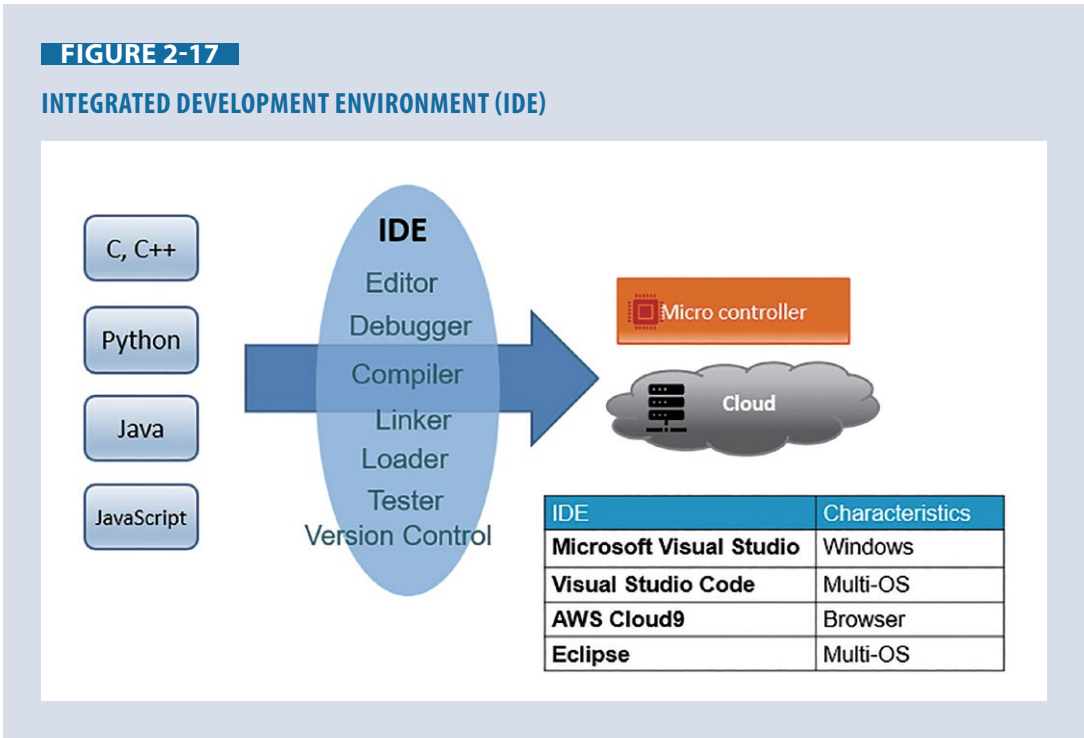 FIGURE 2-17
INTEGRATED DEVELOPMENT ENVIRONMENT (IDE)
C, C++
Python
Java
JavaScript
IDE
Editor
Debugger
Compiler
Linker
Loader
Tester
Version Control
Micro controller
Cloud
IDE Characteristics
Microsoft Visual Studio Windows
Visual Studio Code Multi-OS
AWS Cloud9 Browser
Eclipse Multi-OS